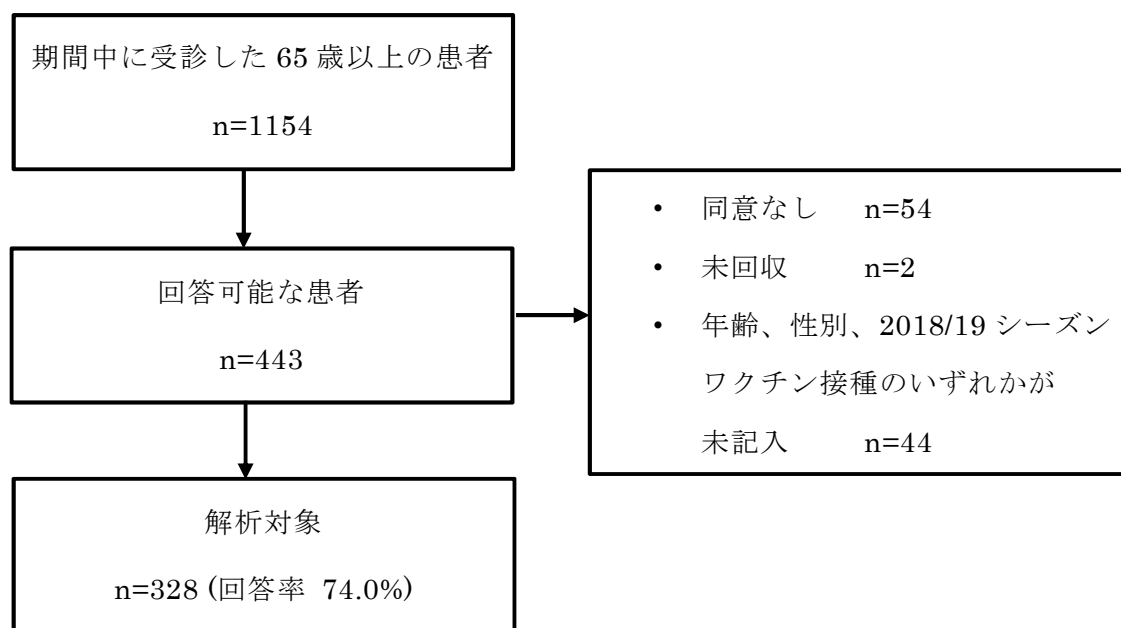 期間中に受診した 65 歳以上の患者
n=1154
回答可能な患者
n=443
• 同意なし n=54
• 未回収 n=2
• 年齢、性別、2018/19 シーズン
ワクチン接種のいずれかが
未記入 n=44
解析対象
n=328 (回答率 74.0%)